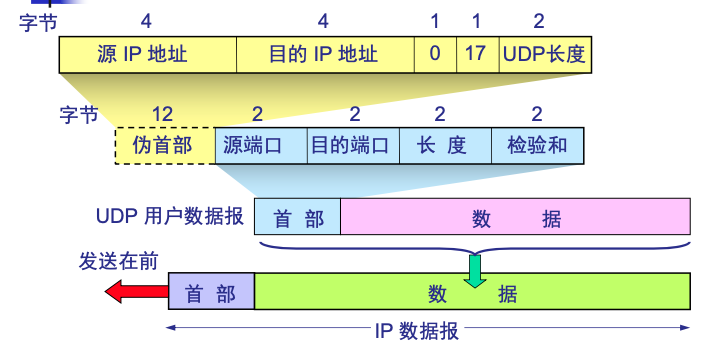 字节 4 4 1 1 2
源 IP 地址 目的 IP 地址 0 17 UDP长度
字节 12 2 2 2 2
伪首部 源端口 目的端口 长 度 检验和
UDP 用户数据报 首 部 数 据
发送在前
首 部 数 据
IP 数据报